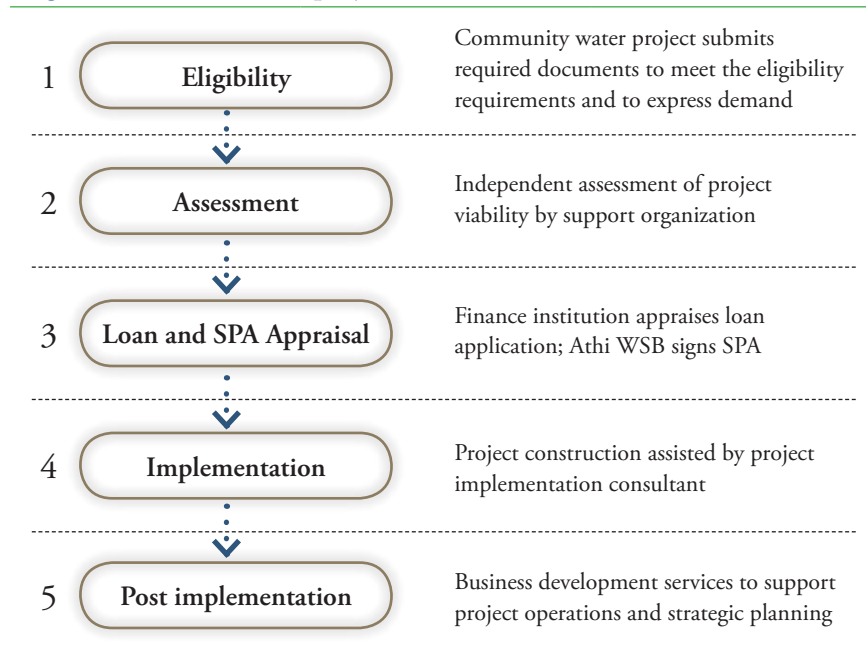 1
Eligibility
Community water project submits
required documents to meet the eligibility
requirements and to express demand
2
Assessment
Independent assessment of project
viability by support organization
3
Loan and SPA Appraisal
Finance institution appraises loan
application; Athi WSB signs SPA
4
Implementation
Project construction assisted by project
implementation consultant
5
Post implementation
Business development services to support
project operations and strategic planning